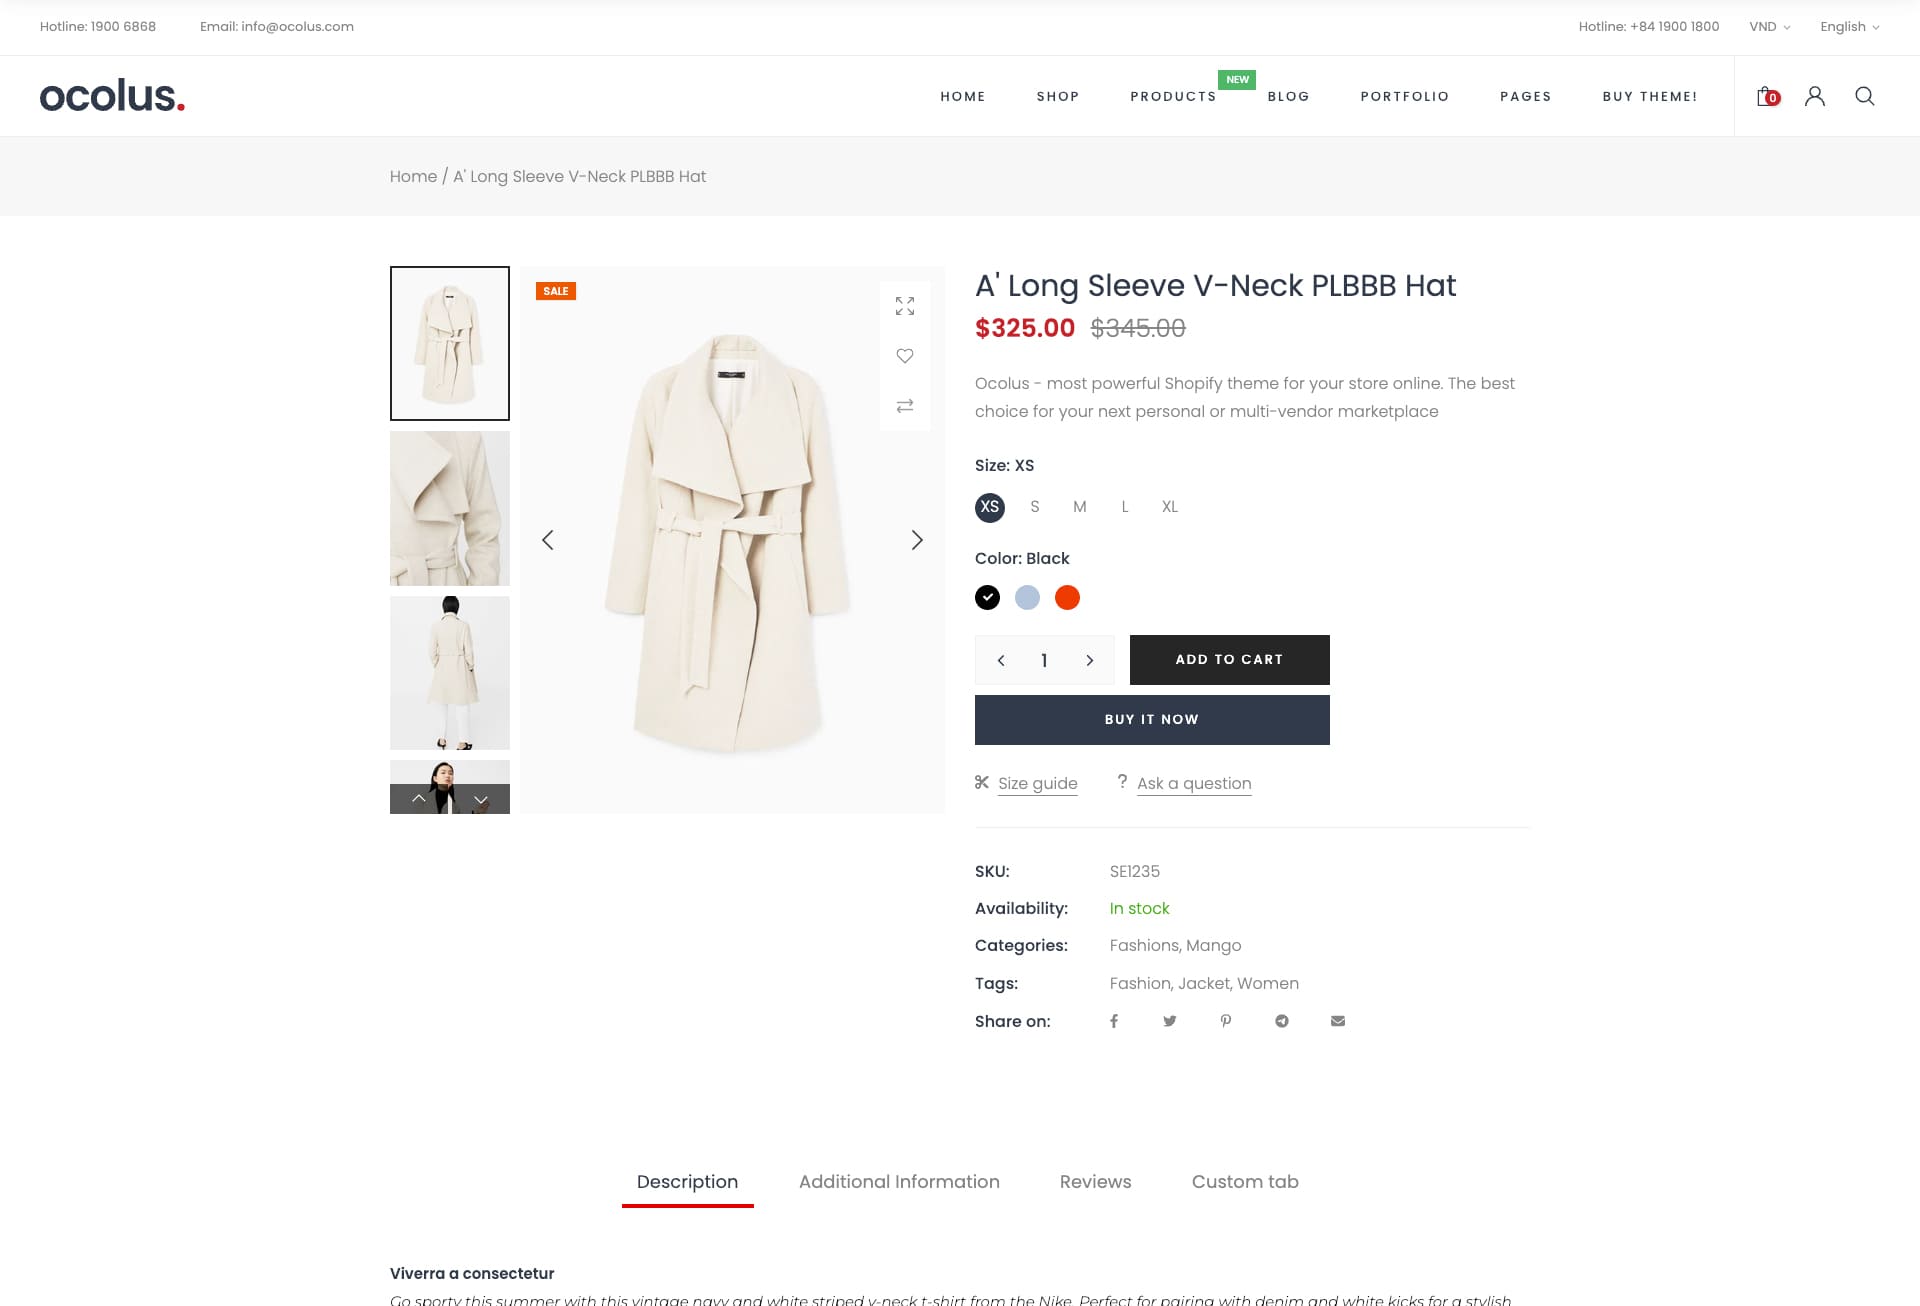 Hotline: 1900 6868 Email: info@ocolus.com Hotline: +84 1900 1800 VND English
ocolus. HOME SHOP PRODUCTS NEW BLOG PORTFOLIO PAGES BUY THEME! 0
Home / A' Long Sleeve V-Neck PLBBB Hat
SALE
A' Long Sleeve V-Neck PLBBB Hat
$325.00 $345.00
Ocolus - most powerful Shopify theme for your store online. The best
choice for your next personal or multi-vendor marketplace
Size: XS
XS S M L XL
Color: Black
1 ADD TO CART
BUY IT NOW
Size guide ? Ask a question
SKU: SE1235
Availability: In stock
Categories: Fashions, Mango
Tags: Fashion, Jacket, Women
Share on:
Description Additional Information Reviews Custom tab
Viverra a consectetur
Go sporty this summer with this vintage navy and white striped v-neck t-shirt from the Nike. Perfect for pairing with denim and white kicks for a stylish